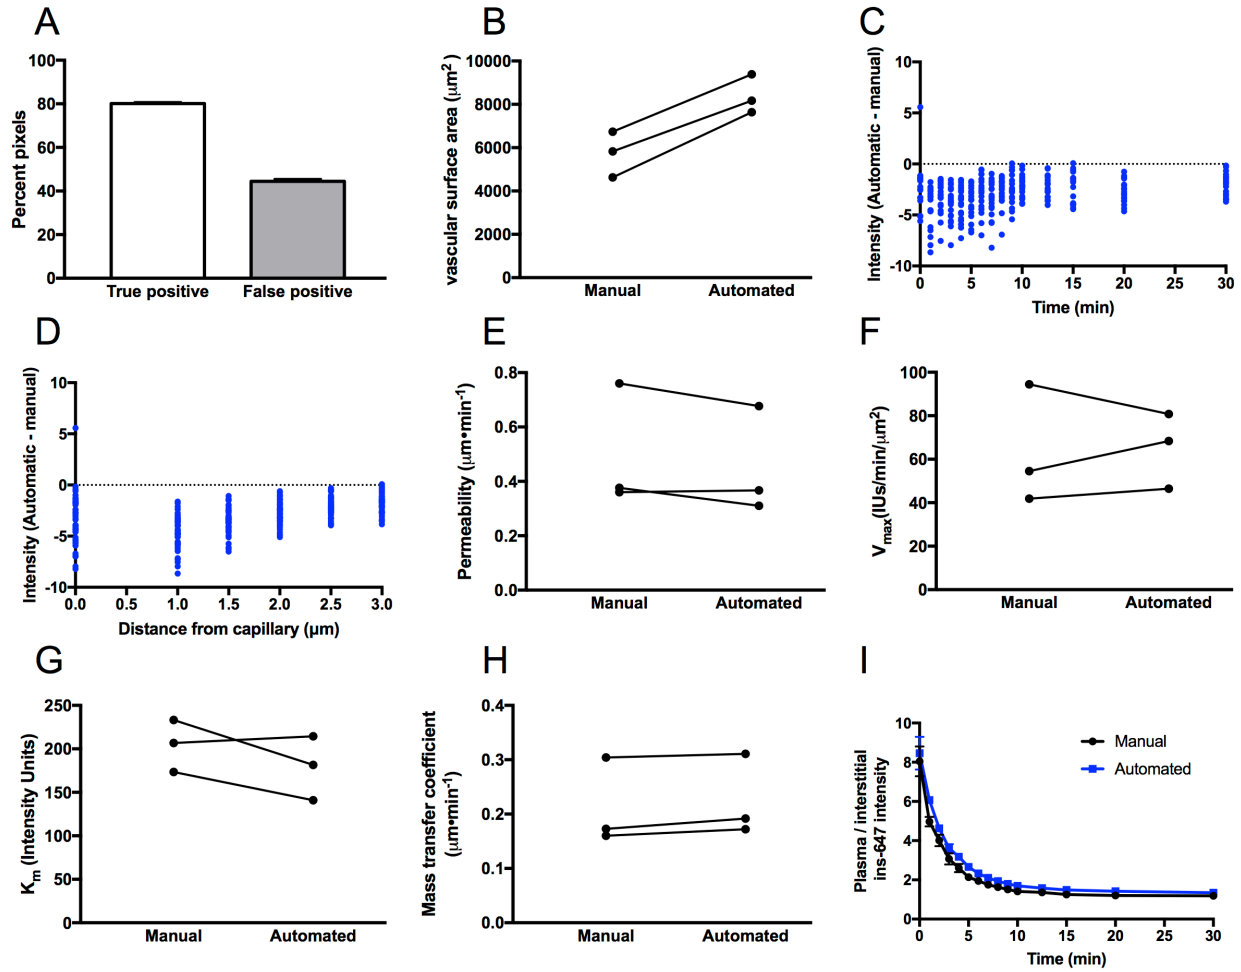 A
Percent pixels
100
80
60
40
20
0
True positive
False positive
B
vascular surface area (μm²)
10000
8000
6000
4000
2000
0
Manual
Automated
C
Intensity (Automatic - manual)
10
5
0
-5
-10
0
5
10
15
20
25
30
Time (min)
D
Intensity (Automatic - manual)
10
5
0
-5
-10
0.0
0.5
1.0
1.5
2.0
2.5
3.0
Distance from capillary (μm)
E
Permeability (μm•min⁻¹)
0.8
0.6
0.4
0.2
0.0
Manual
Automated
F
Vmax(IUs/min/μm²)
100
80
60
40
20
0
Manual
Automated
G
Km (Intensity Units)
250
200
150
100
50
0
Manual
Automated
H
Mass transfer coefficient
(μm•min⁻¹)
0.4
0.3
0.2
0.1
0.0
Manual
Automated
I
Plasma / interstitial
ins-647 intensity
10
8
6
4
2
0
Manual
Automated
0
5
10
15
20
25
30
Time (min)